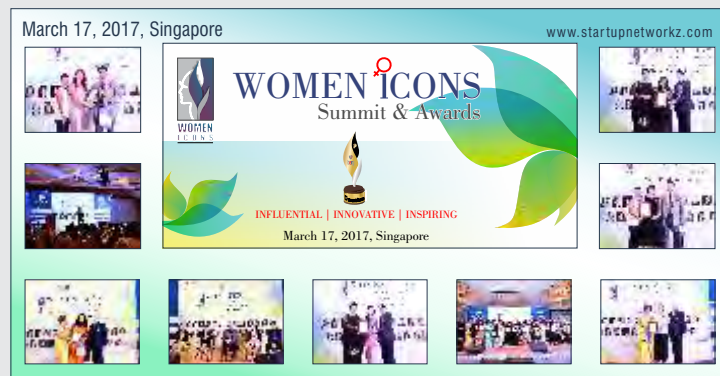 March 17, 2017, Singapore
www.startupnetworkz.com
WOMEN ICONS
Summit & Awards
WOMEN
ICONS
INFLUENTIAL | INNOVATIVE | INSPIRING
March 17, 2017, Singapore